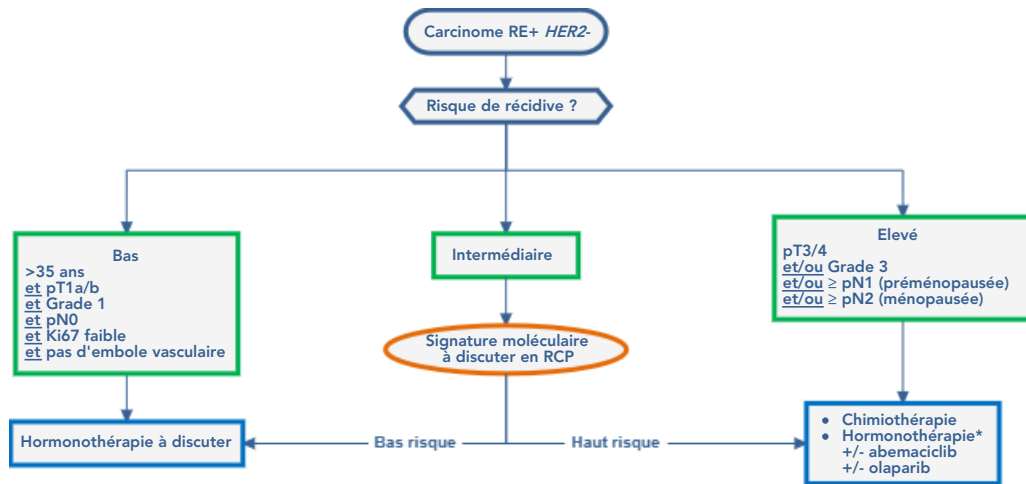 Carcinome RE+ HER2-
Risque de récidive ?
Bas
>35 ans
et pT1a/b
et Grade 1
et pN0
et Ki67 faible
et pas d'embole vasculaire
Intermédiaire
Elevé
pT3/4
et/ou Grade 3
et/ou ≥ pN1 (préménopausée)
et/ou ≥ pN2 (ménopausée)
Signature moléculaire
à discuter en RCP
Hormonothérapie à discuter
Bas risque
Haut risque
• Chimiothérapie
• Hormonothérapie*
+/- abemaciclib
+/- olaparib